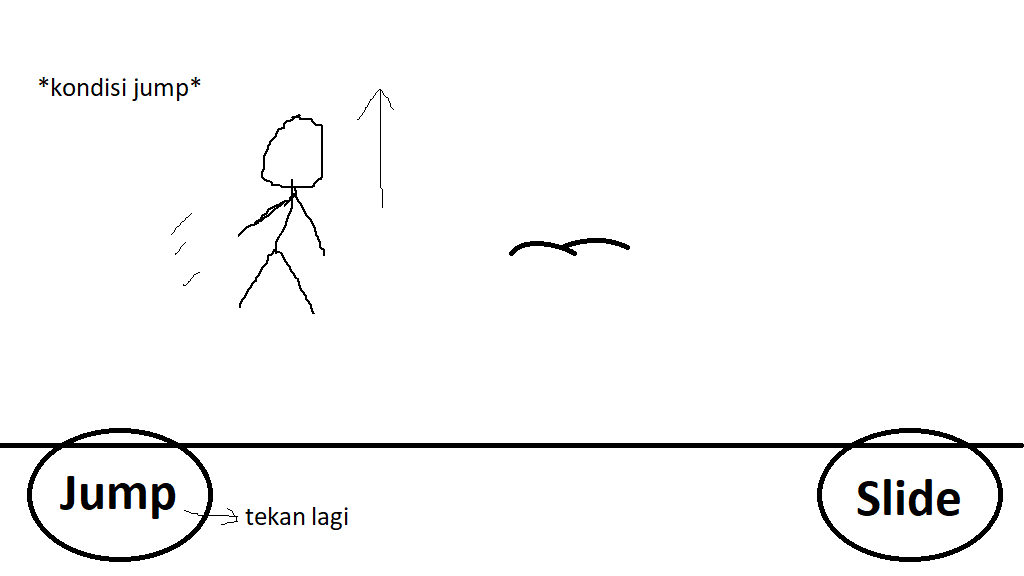 *kondisi jump*
Jump
Slide
tekan lagi